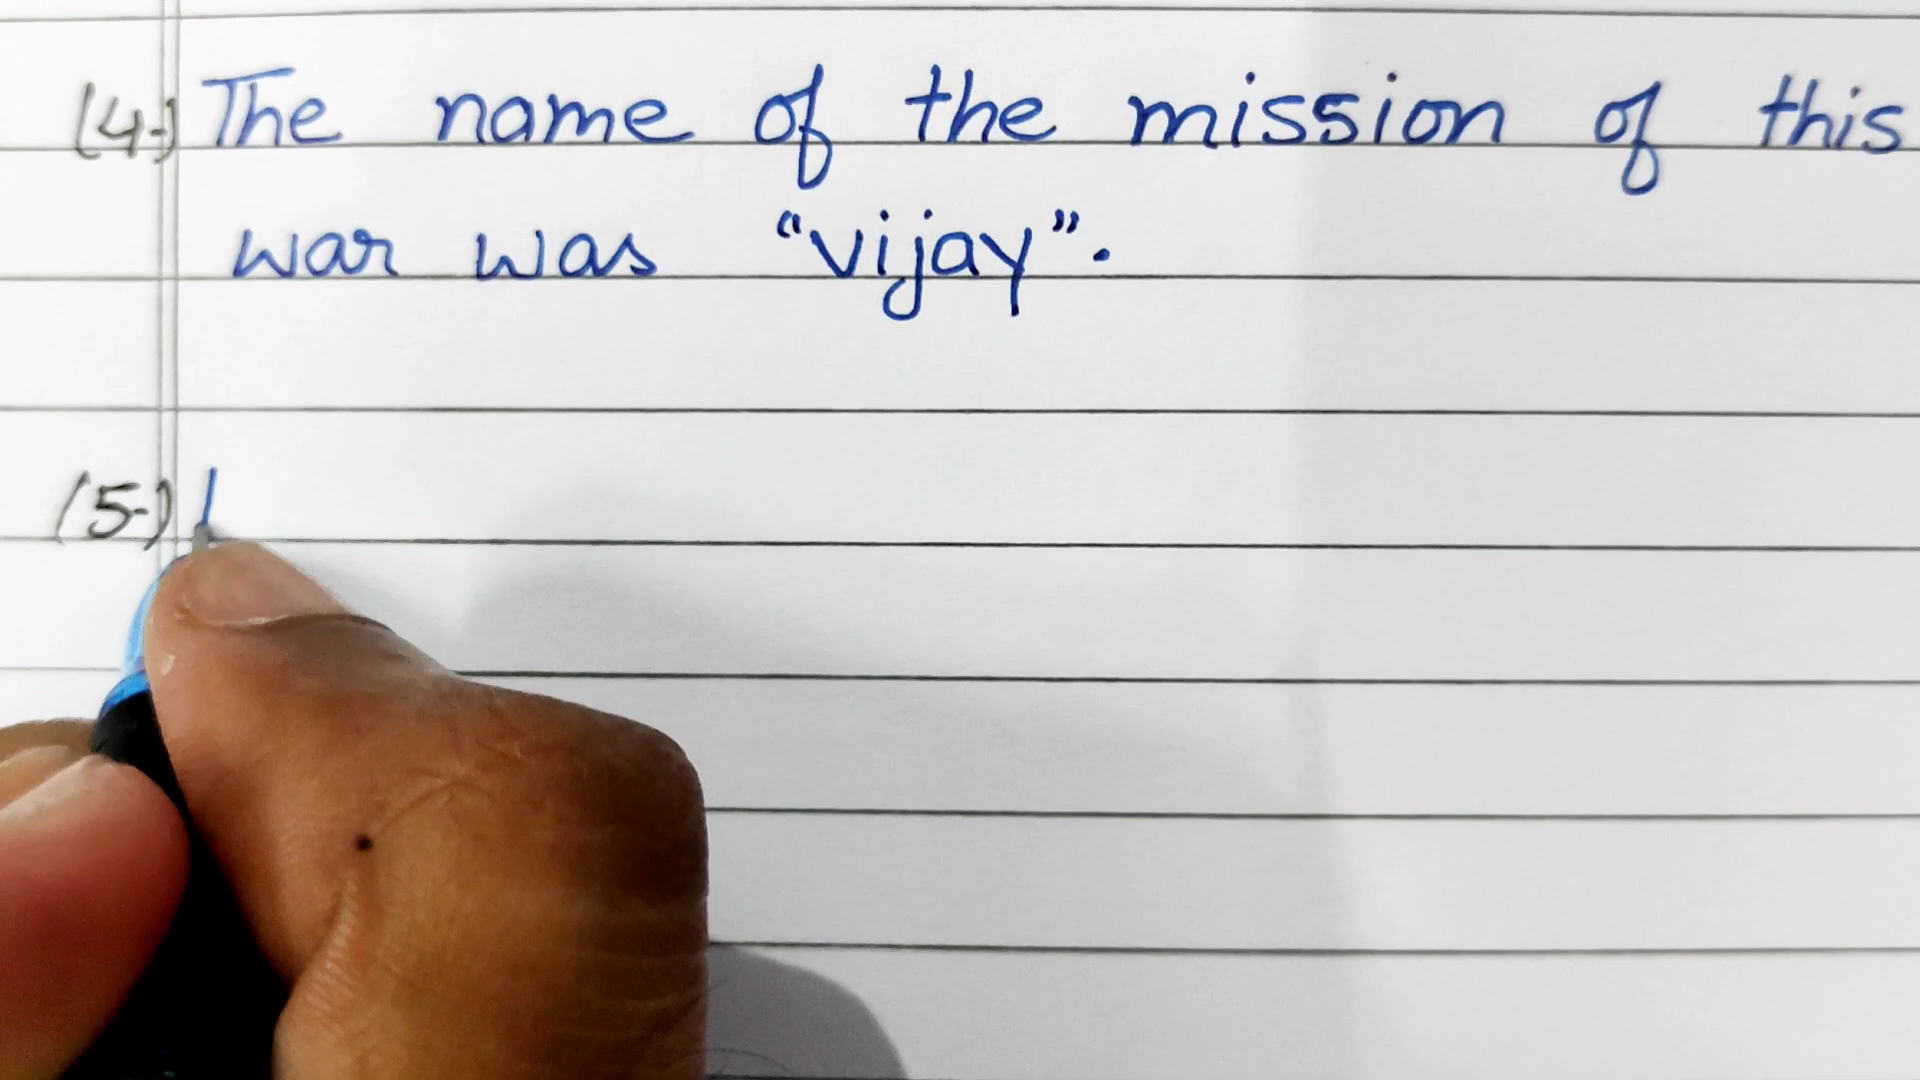 (4.) The name of the mission of this
war was “vijay”.
(5.)